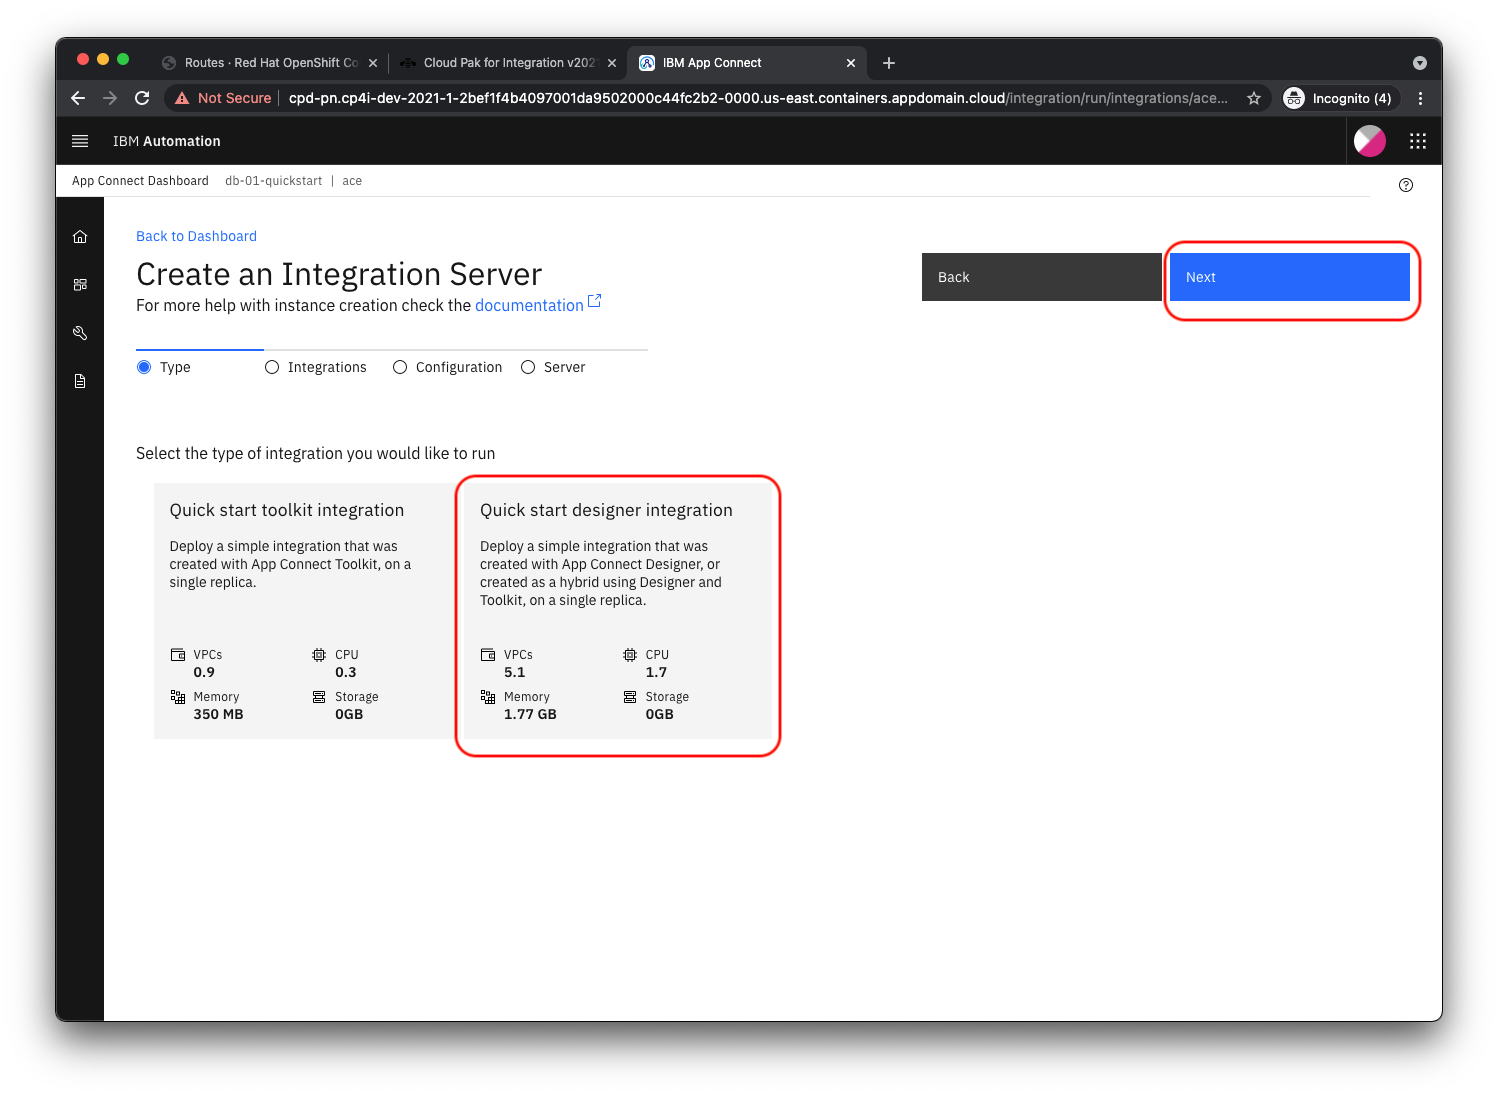 Routes · Red Hat OpenShift Co
Cloud Pak for Integration v202
IBM App Connect
Not Secure
cpd-pn.cp4i-dev-2021-1-2bef1f4b4097001da9502000c44fc2b2-0000.us-east.containers.appdomain.cloud/integration/run/integrations/ace...
Incognito (4)
IBM Automation
App Connect Dashboard db-01-quickstart | ace
Back to Dashboard
Create an Integration Server
For more help with instance creation check the documentation
Back
Next
Type
Integrations
Configuration
Server
Select the type of integration you would like to run
Quick start toolkit integration
Deploy a simple integration that was
created with App Connect Toolkit, on a
single replica.
VPCs
0.9
CPU
0.3
Memory
350 MB
Storage
0GB
Quick start designer integration
Deploy a simple integration that was
created with App Connect Designer, or
created as a hybrid using Designer and
Toolkit, on a single replica.
VPCs
5.1
CPU
1.7
Memory
1.77 GB
Storage
0GB